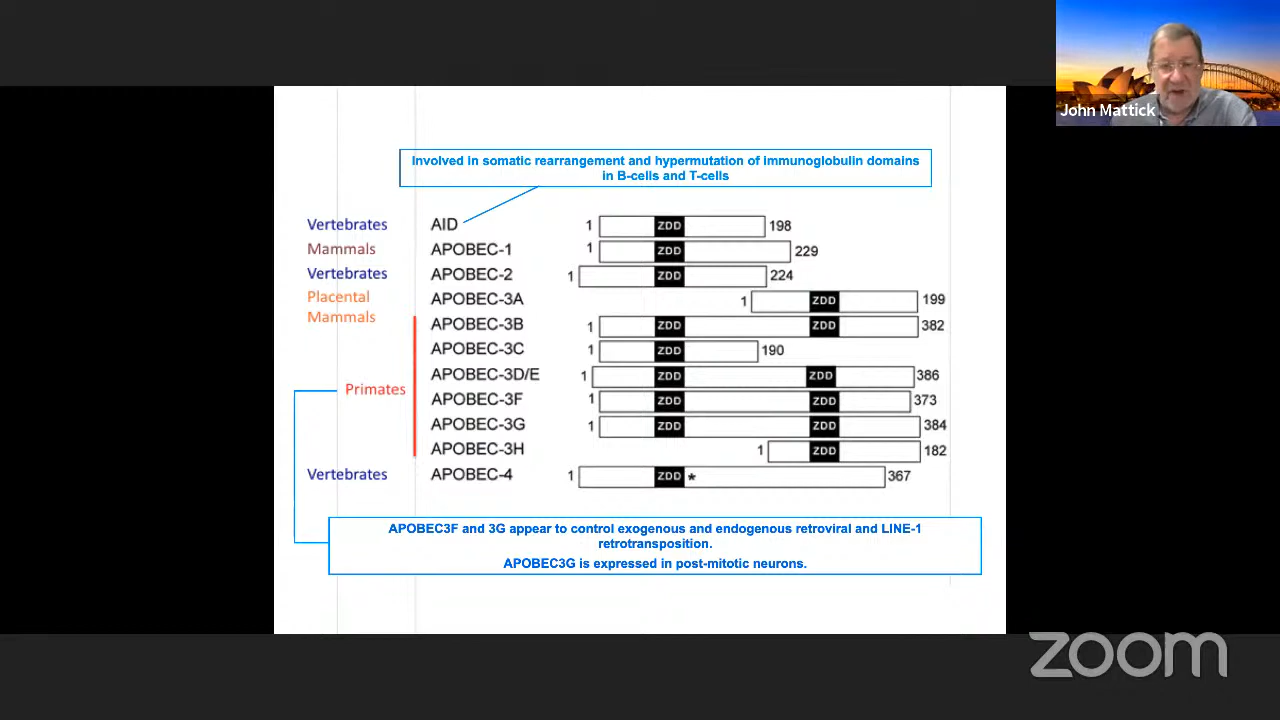 John Mattick
Involved in somatic rearrangement and hypermutation of immunoglobulin domains
in B-cells and T-cells
Vertebrates AID 1 ZDD 198
Mammals APOBEC-1 1 ZDD 229
Vertebrates APOBEC-2 1 ZDD 224
Placental APOBEC-3A 1 ZDD 199
Mammals
APOBEC-3B 1 ZDD ZDD 382
APOBEC-3C 1 ZDD 190
APOBEC-3D/E 1 ZDD ZDD 386
Primates
APOBEC-3F 1 ZDD ZDD 373
APOBEC-3G 1 ZDD ZDD 384
APOBEC-3H 1 ZDD 182
Vertebrates APOBEC-4 1 ZDD * 367
APOBEC3F and 3G appear to control exogenous and endogenous retroviral and LINE-1
retrotransposition.
APOBEC3G is expressed in post-mitotic neurons.
zoom